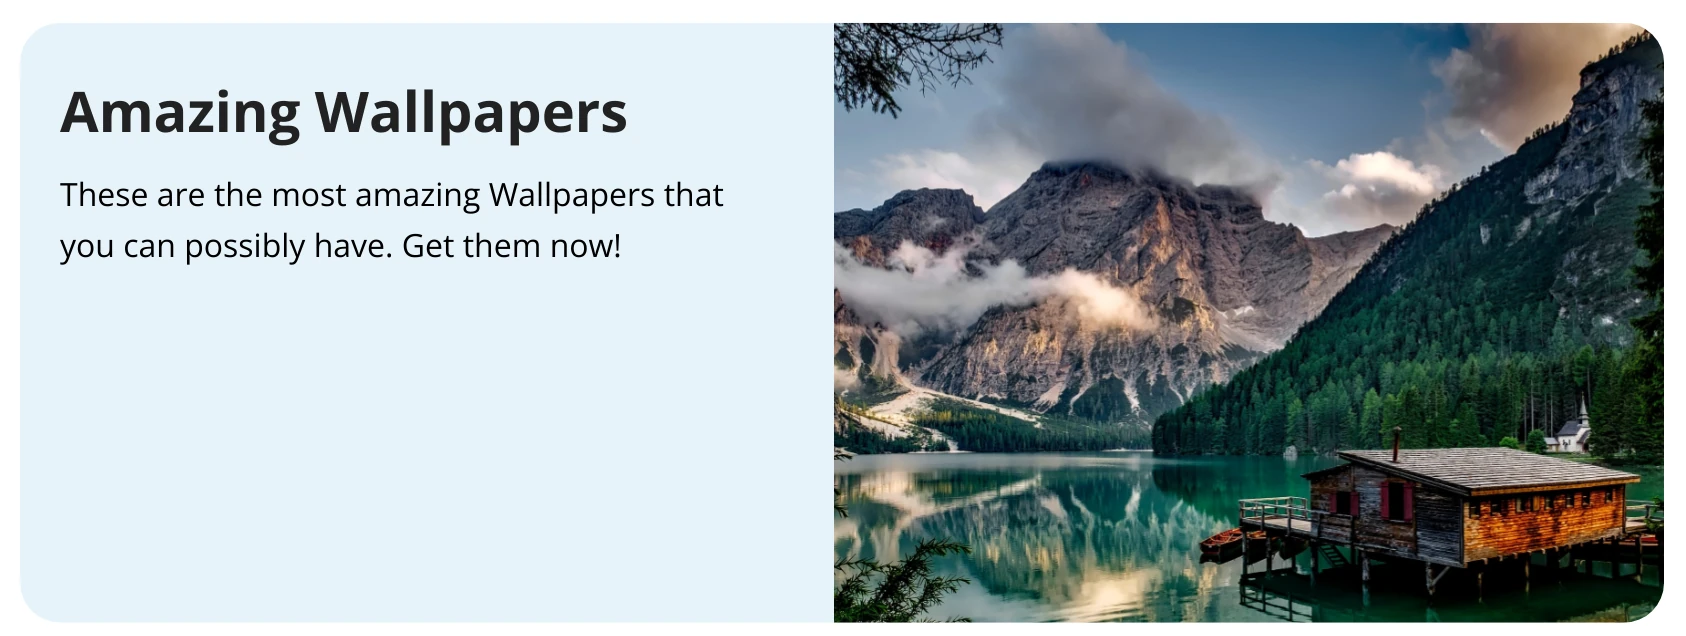 Amazing Wallpapers
These are the most amazing Wallpapers that
you can possibly have. Get them now!